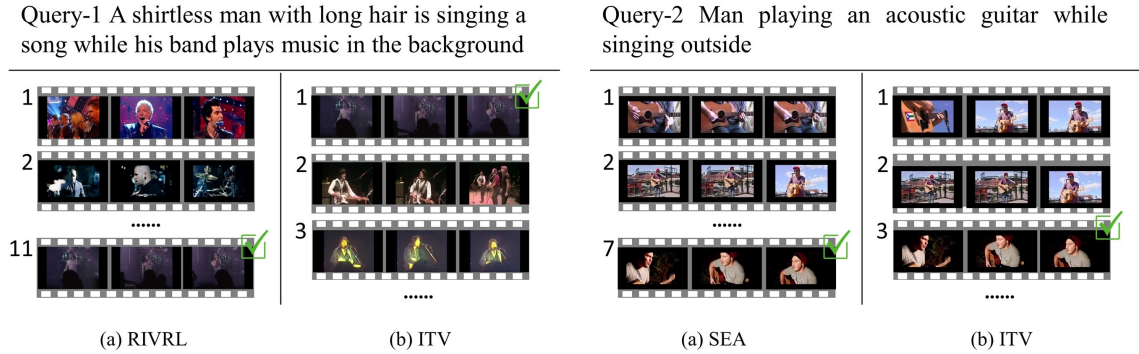 Query-1 A shirtless man with long hair is singing a
song while his band plays music in the background
1
2
......
11
(a) RIVRL
1
2
3
......
(b) ITV
Query-2 Man playing an acoustic guitar while
singing outside
1
2
......
7
(a) SEA
1
2
3
......
(b) ITV